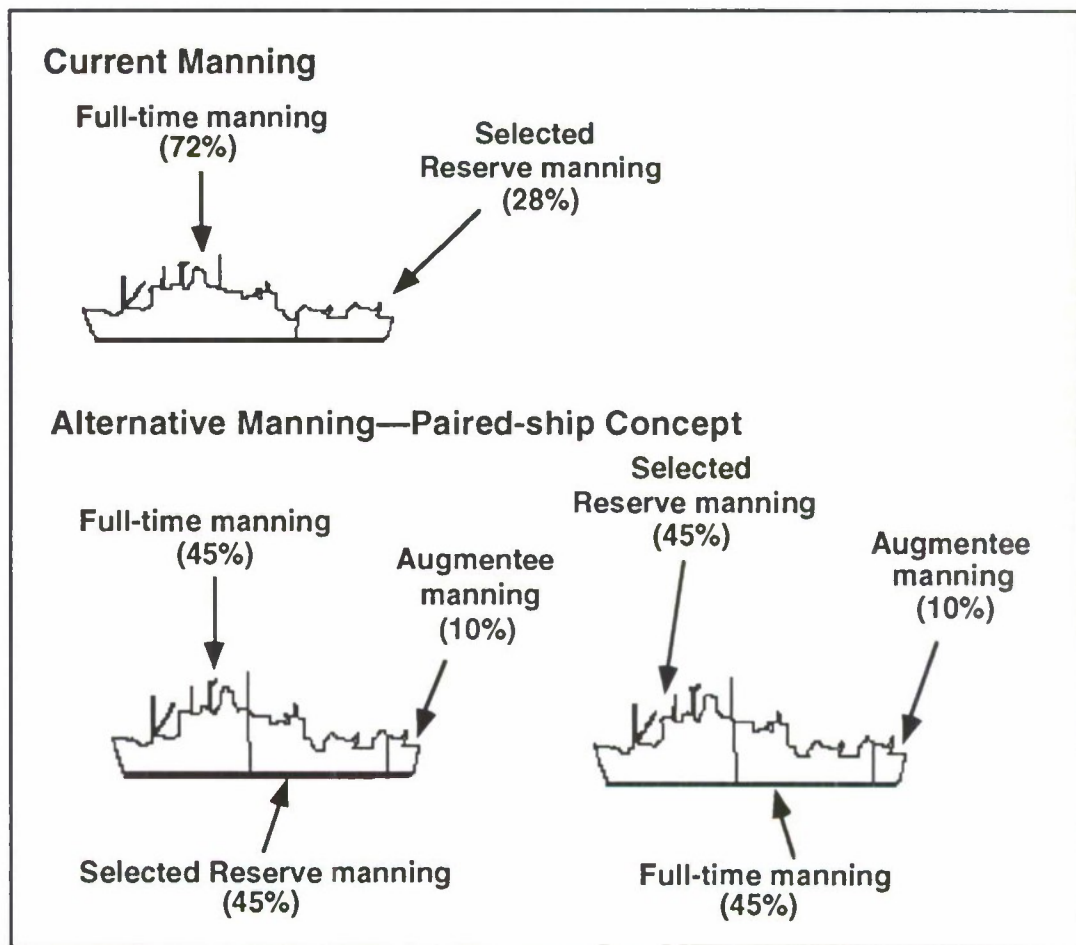 Current Manning
Full-time manning
(72%)
Selected
Reserve manning
(28%)
Alternative Manning—Paired-ship Concept
Full-time manning
(45%)
Augmentee
manning
(10%)
Selected Reserve manning
(45%)
Selected
Reserve manning
(45%)
Augmentee
manning
(10%)
Full-time manning
(45%)